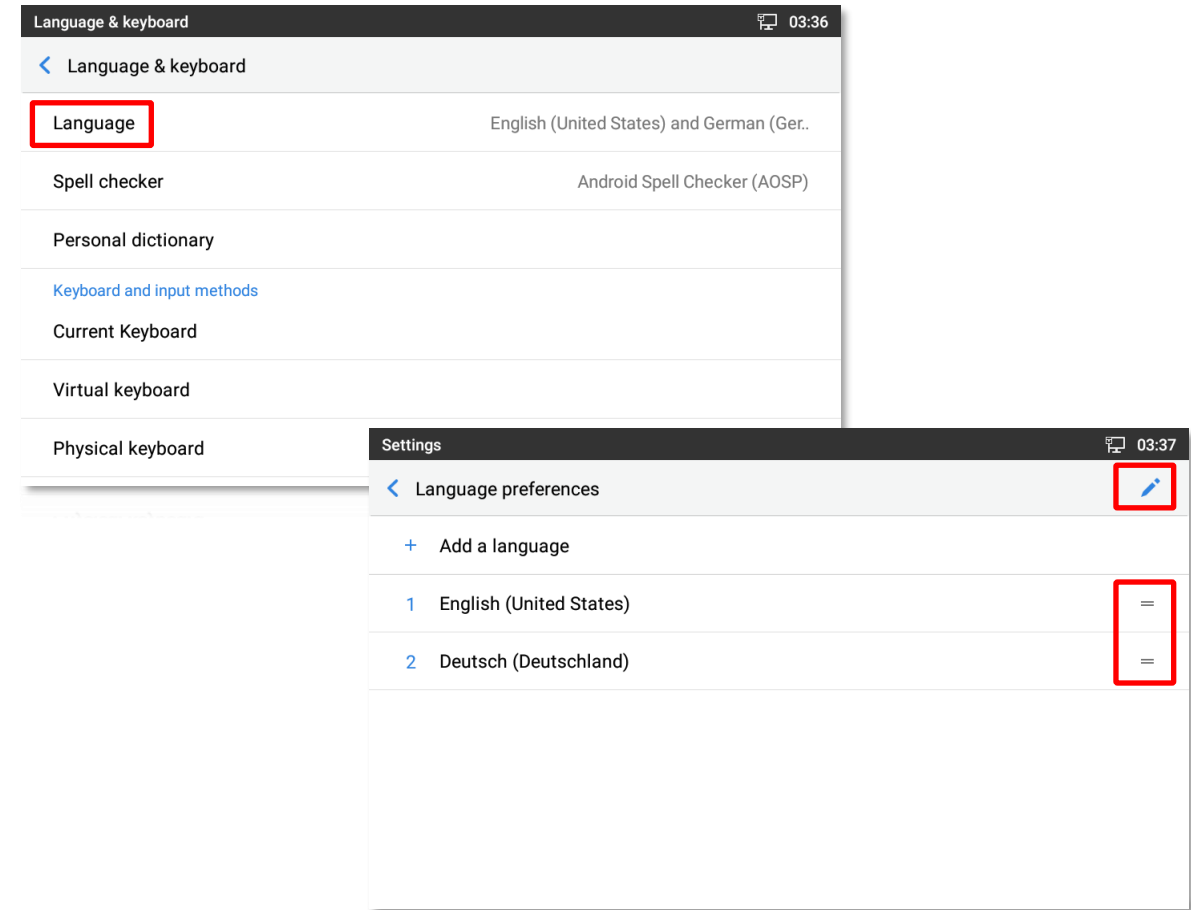 Language & keyboard 03:36
Language & keyboard
Language English (United States) and German (Ger..
Spell checker Android Spell Checker (AOSP)
Personal dictionary
Keyboard and input methods
Current Keyboard
Virtual keyboard
Physical keyboard
Settings 03:37
Language preferences
+ Add a language
1 English (United States)
2 Deutsch (Deutschland)